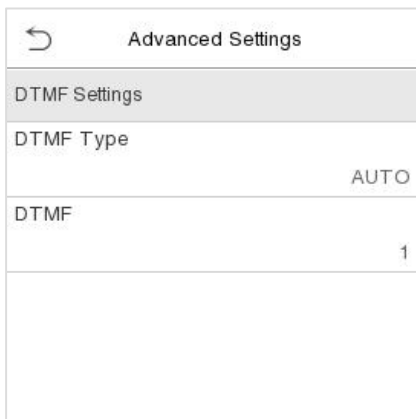 Advanced Settings
DTMF Settings
DTMF Type
AUTO
DTMF
1